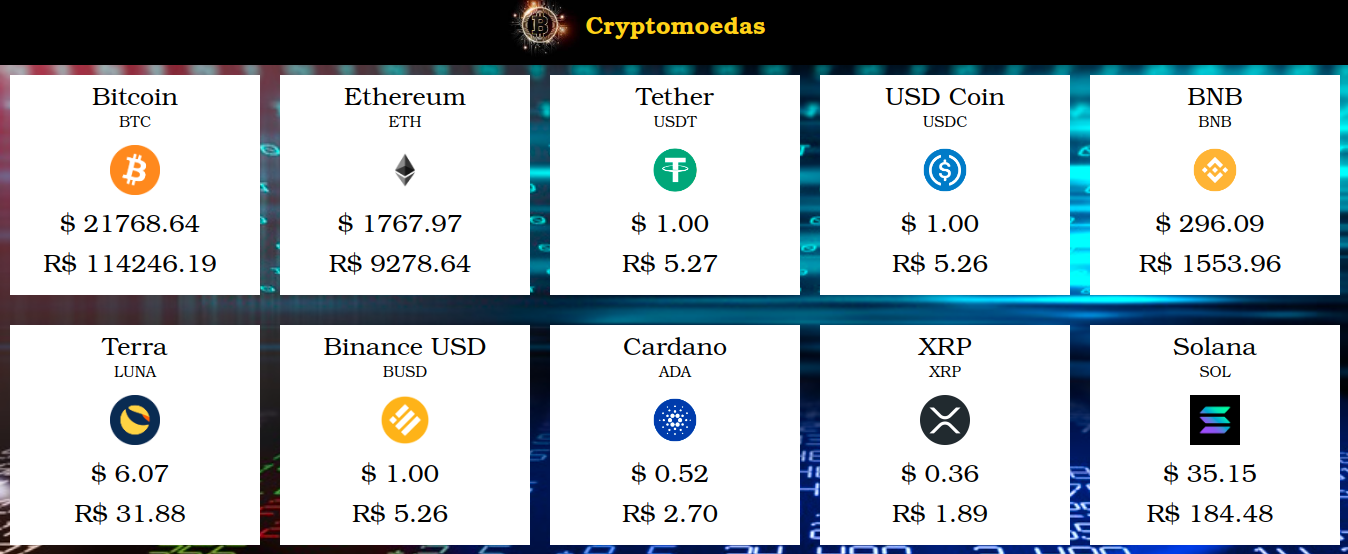 Cryptomoedas
Bitcoin
BTC
$ 21768.64
R$ 114246.19
Ethereum
ETH
$ 1767.97
R$ 9278.64
Tether
USDT
$ 1.00
R$ 5.27
USD Coin
USDC
$ 1.00
R$ 5.26
BNB
BNB
$ 296.09
R$ 1553.96
Terra
LUNA
$ 6.07
R$ 31.88
Binance USD
BUSD
$ 1.00
R$ 5.26
Cardano
ADA
$ 0.52
R$ 2.70
XRP
XRP
$ 0.36
R$ 1.89
Solana
SOL
$ 35.15
R$ 184.48